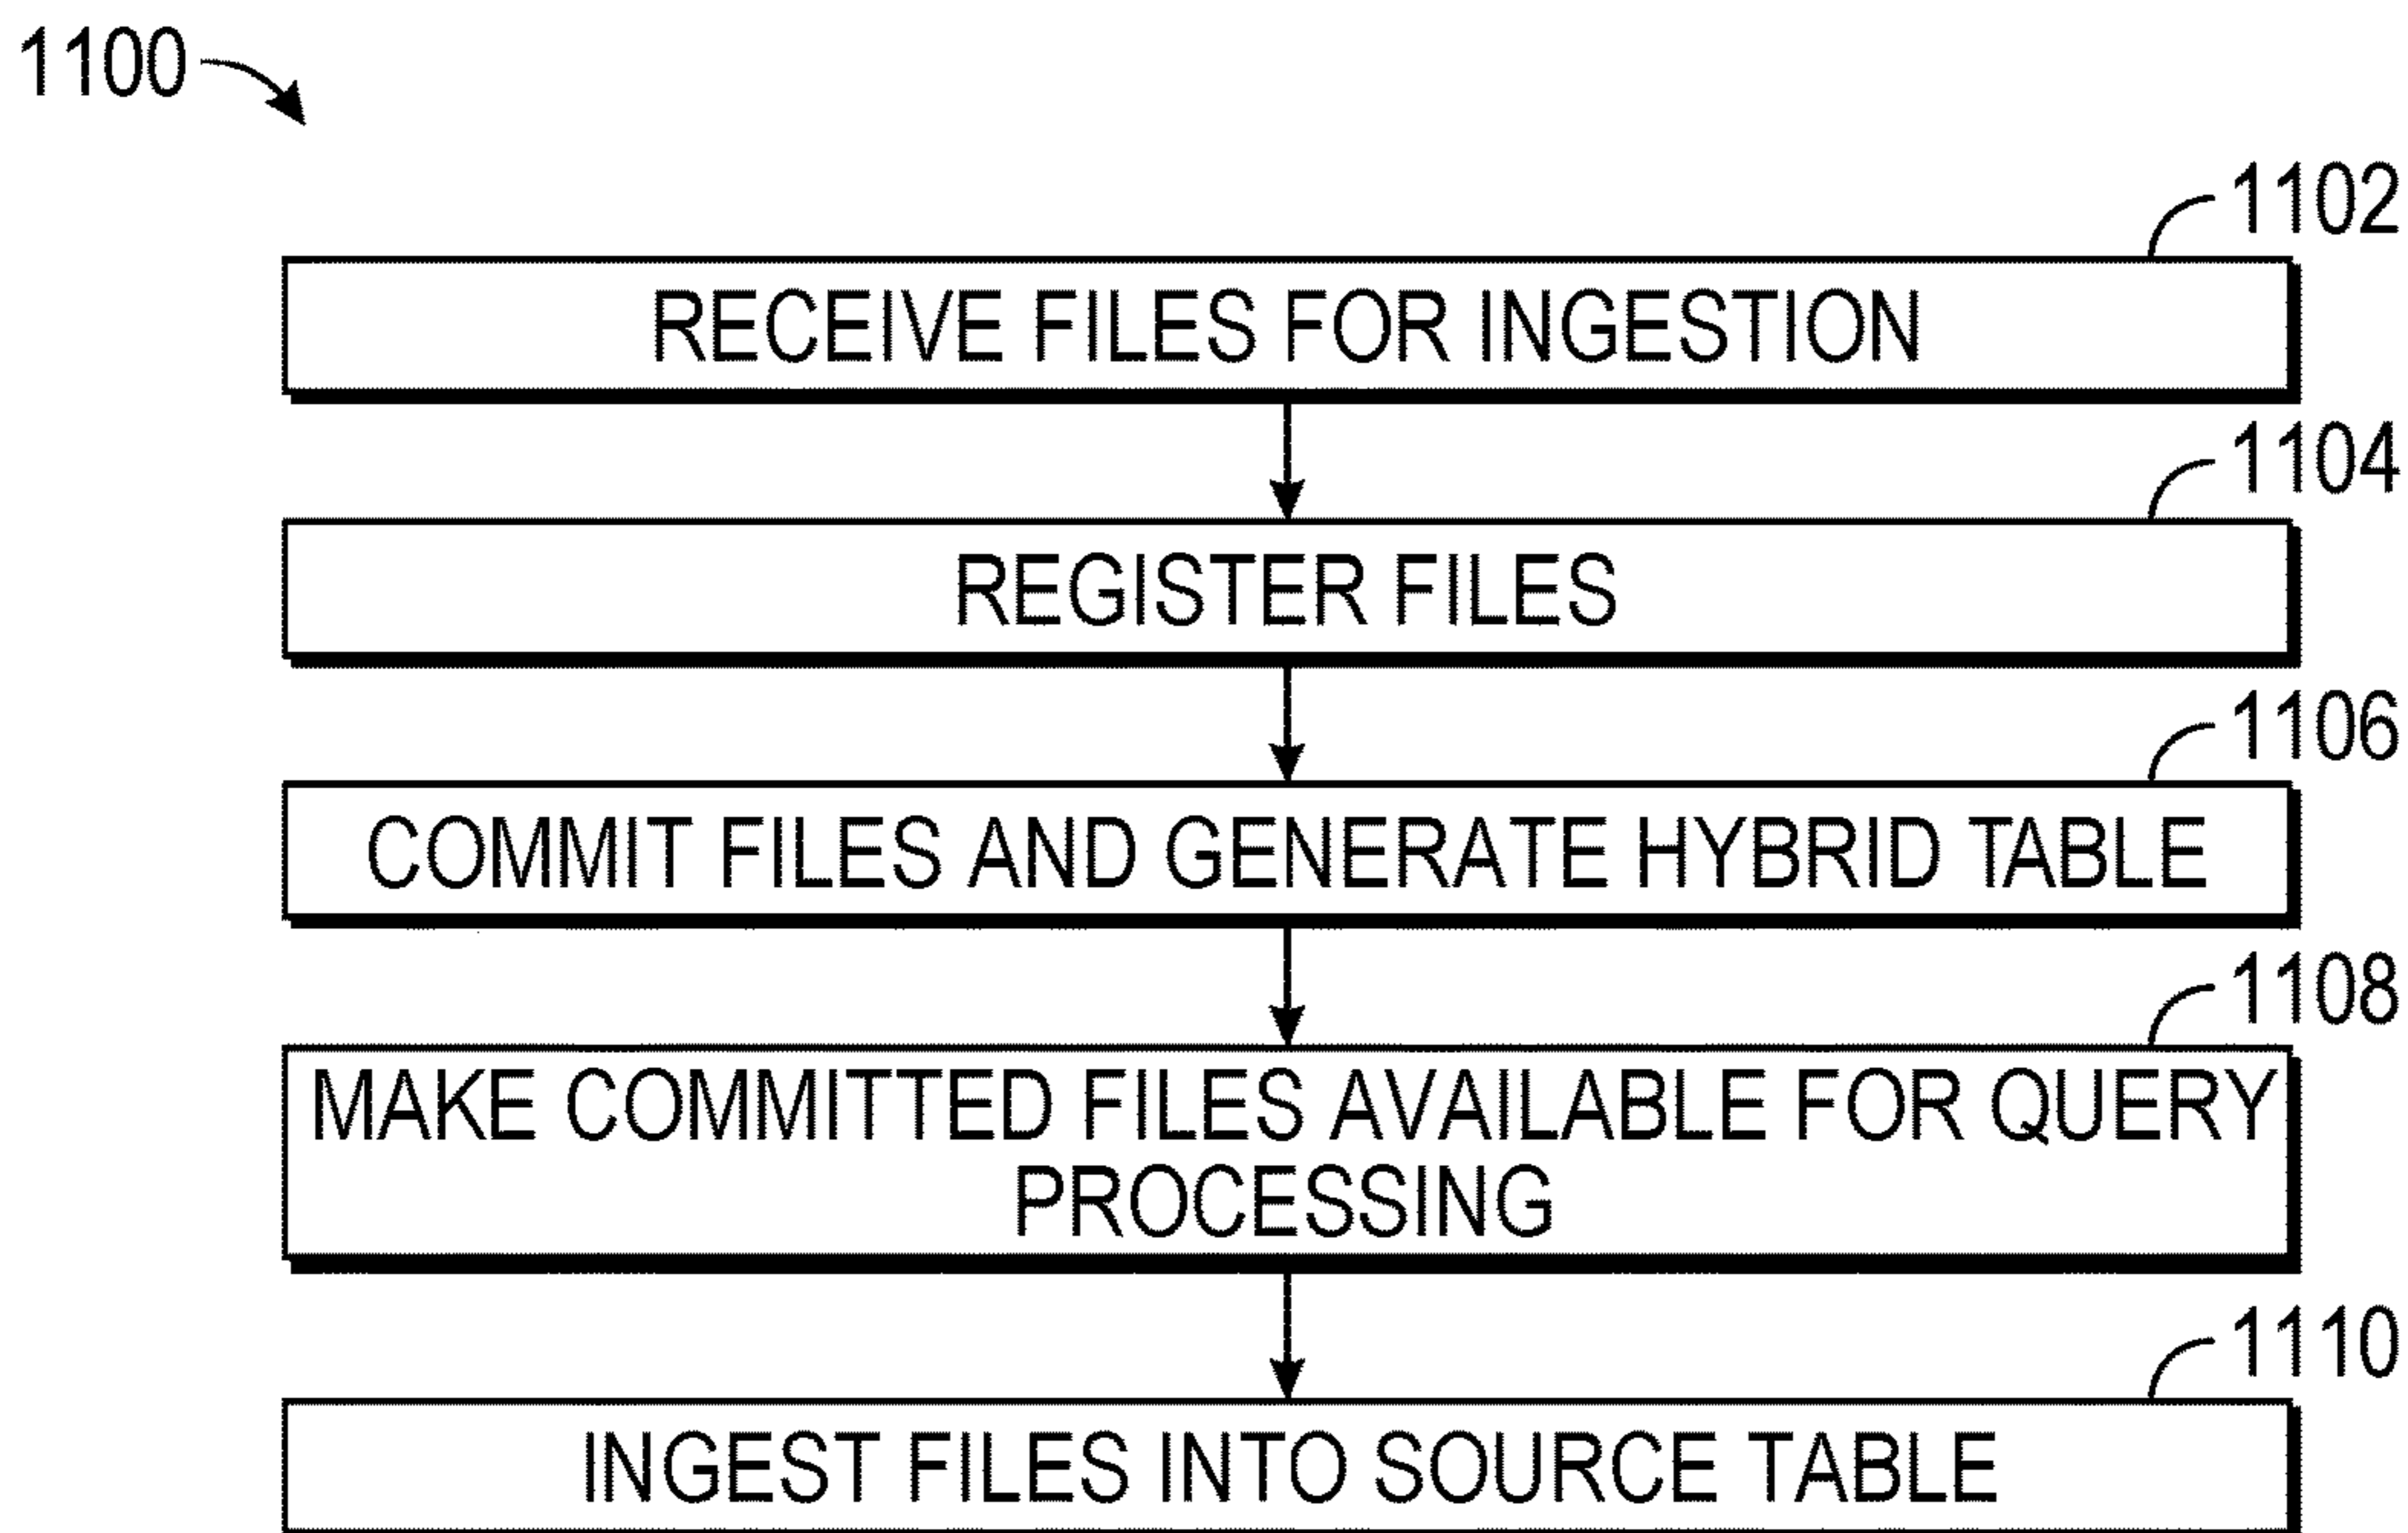 1100
1102
RECEIVE FILES FOR INGESTION
1104
REGISTER FILES
1106
COMMIT FILES AND GENERATE HYBRID TABLE
1108
MAKE COMMITTED FILES AVAILABLE FOR QUERY
PROCESSING
1110
INGEST FILES INTO SOURCE TABLE